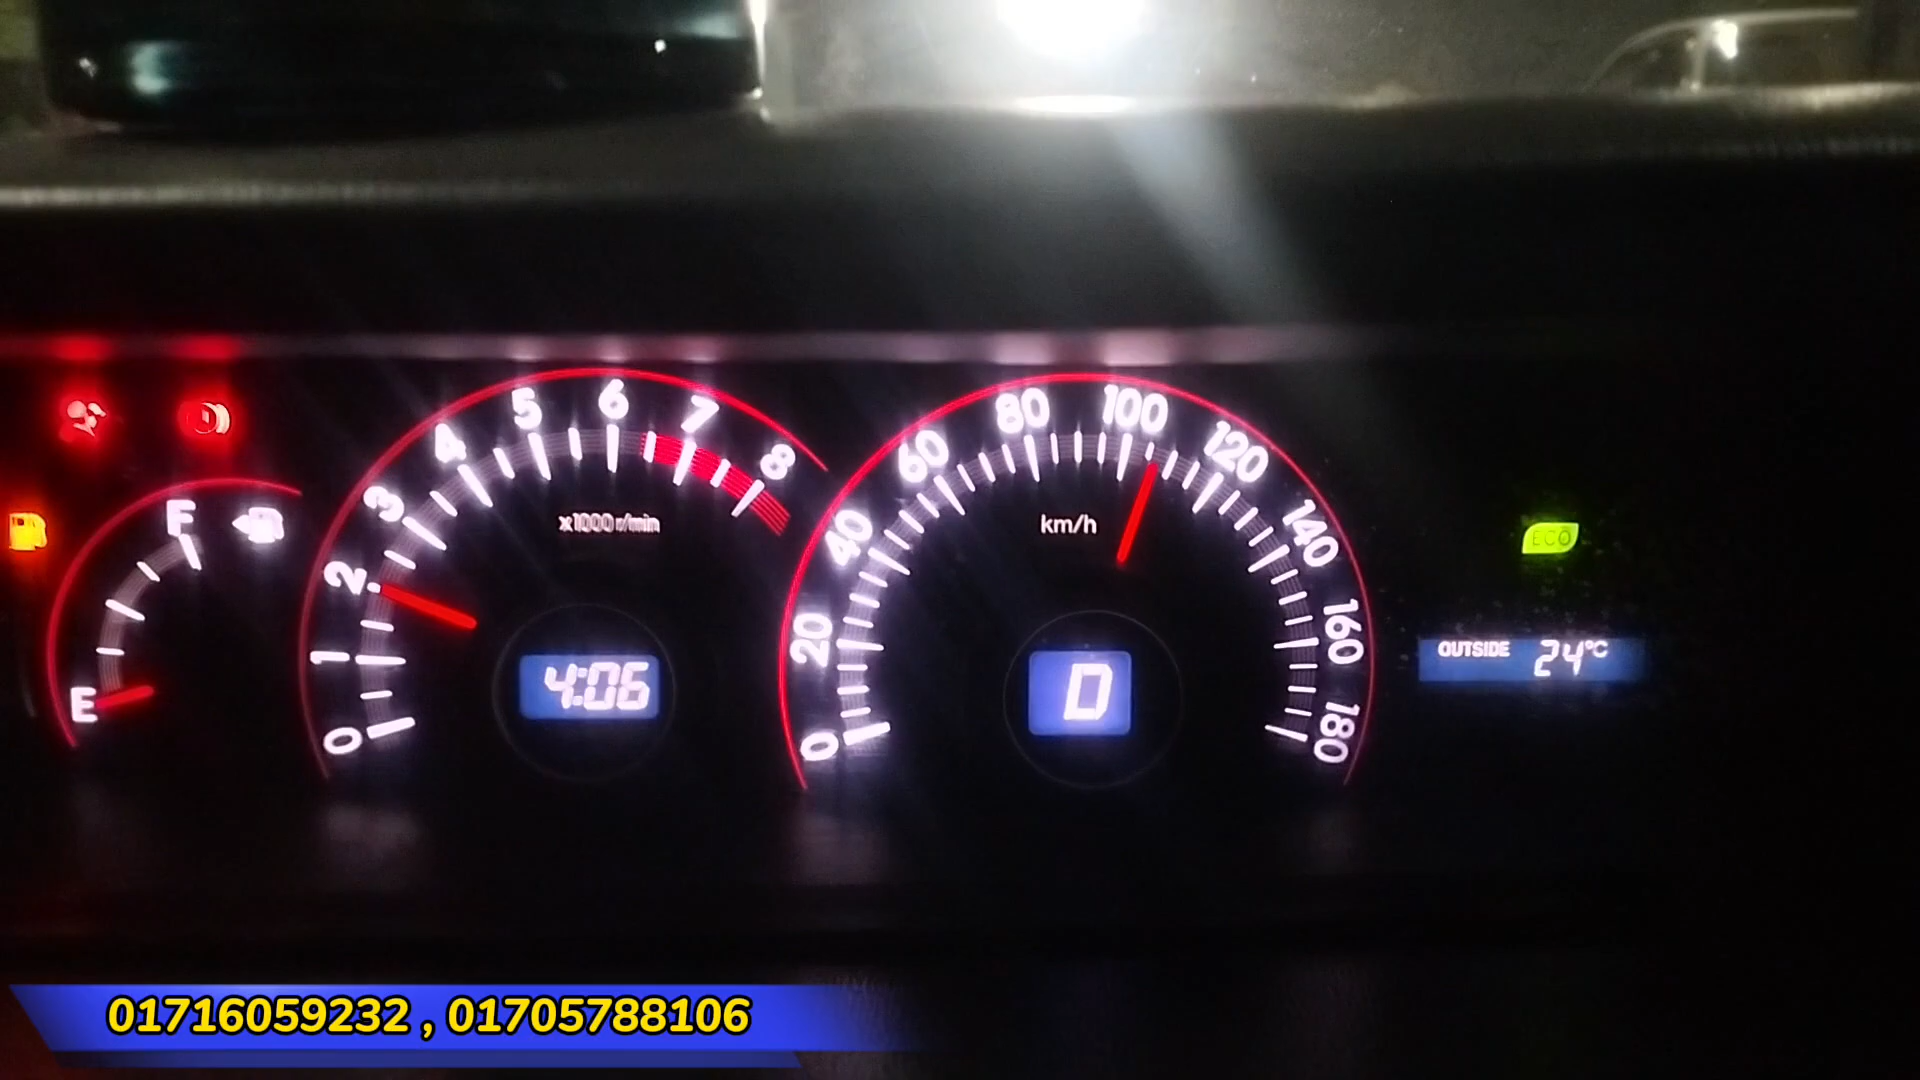 5 6 7
4 8
3
2
1
0
x1000 r/min
4:06
F
E
80 100
60 120
40 140
20 160
0 180
km/h
D
ECO
OUTSIDE 24°C
01716059232 , 01705788106